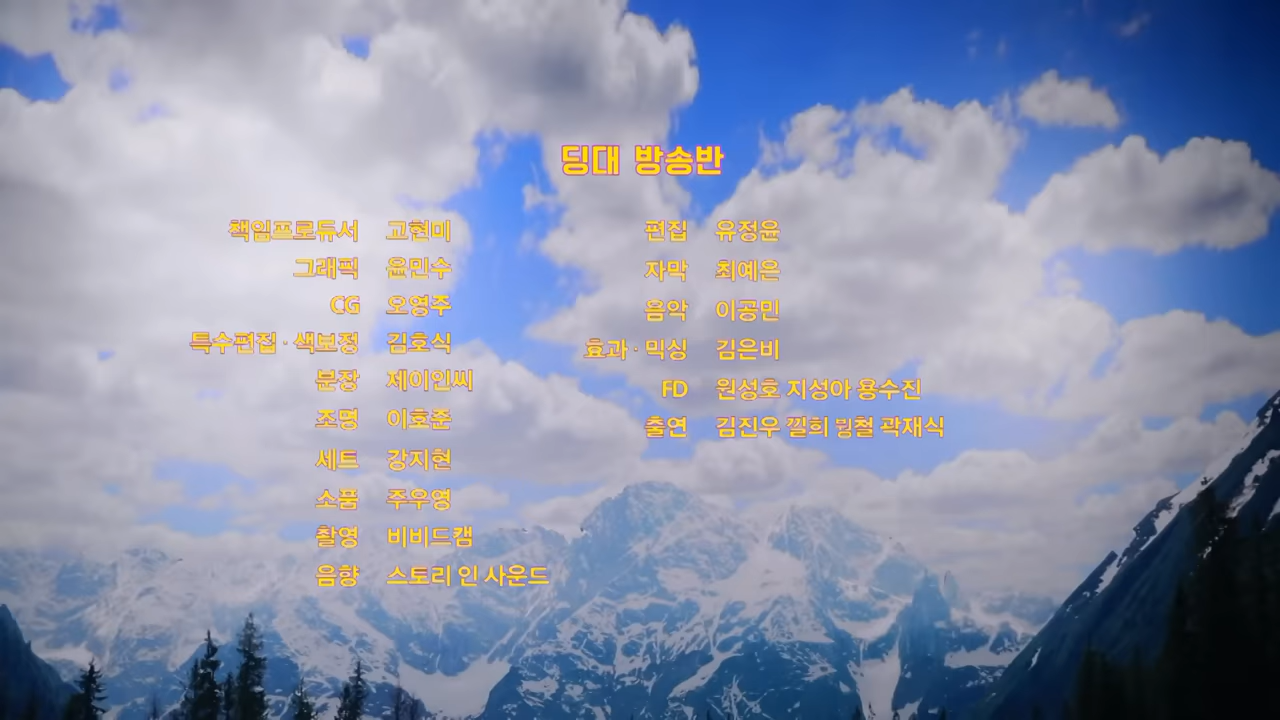 딩대 방송반
책임프로듀서 고현미
그래픽 윤민수
CG 오영주
특수편집·색보정 김호식
분장 제이인씨
조명 이호준
세트 강지현
소품 주우영
촬영 비비드캠
음향 스토리 인 사운드
편집 유정윤
자막 최예은
음악 이공민
효과·믹싱 김은비
FD 원성호 지성아 용수진
출연 김진우 낄희 곽재식